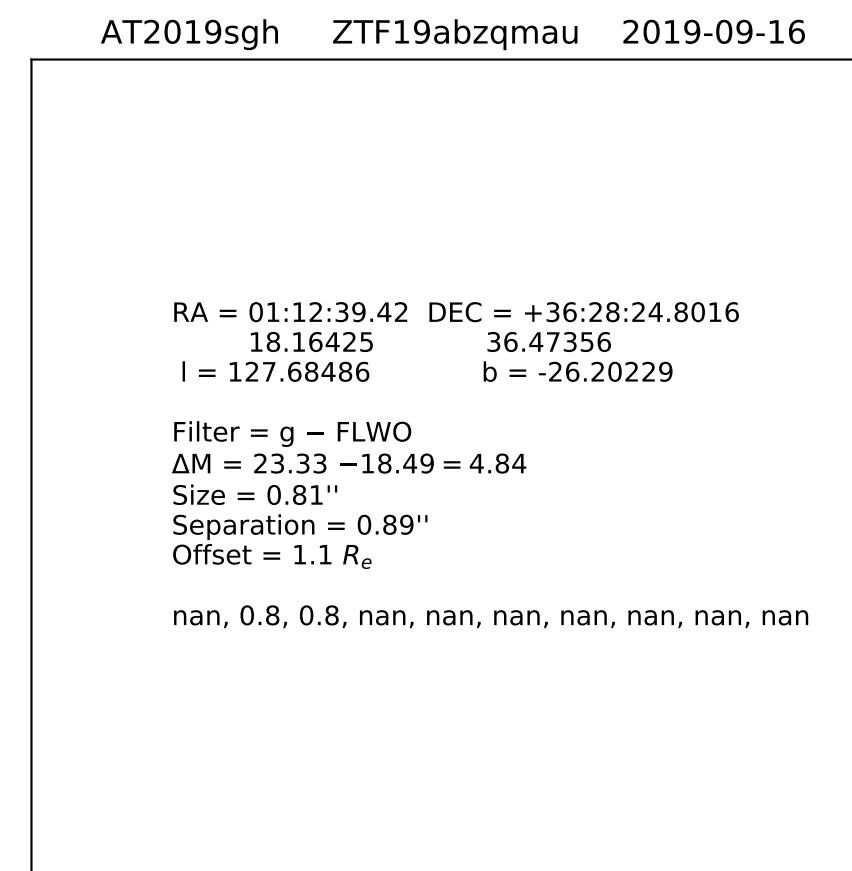 AT2019sgh ZTF19abzqmau 2019-09-16
RA = 01:12:39.42 DEC = +36:28:24.8016
18.16425 36.47356
l = 127.68486 b = -26.20229
Filter = g − FLWO
ΔM = 23.33 −18.49 = 4.84
Size = 0.81''
Separation = 0.89''
Offset = 1.1 Re
nan, 0.8, 0.8, nan, nan, nan, nan, nan, nan, nan